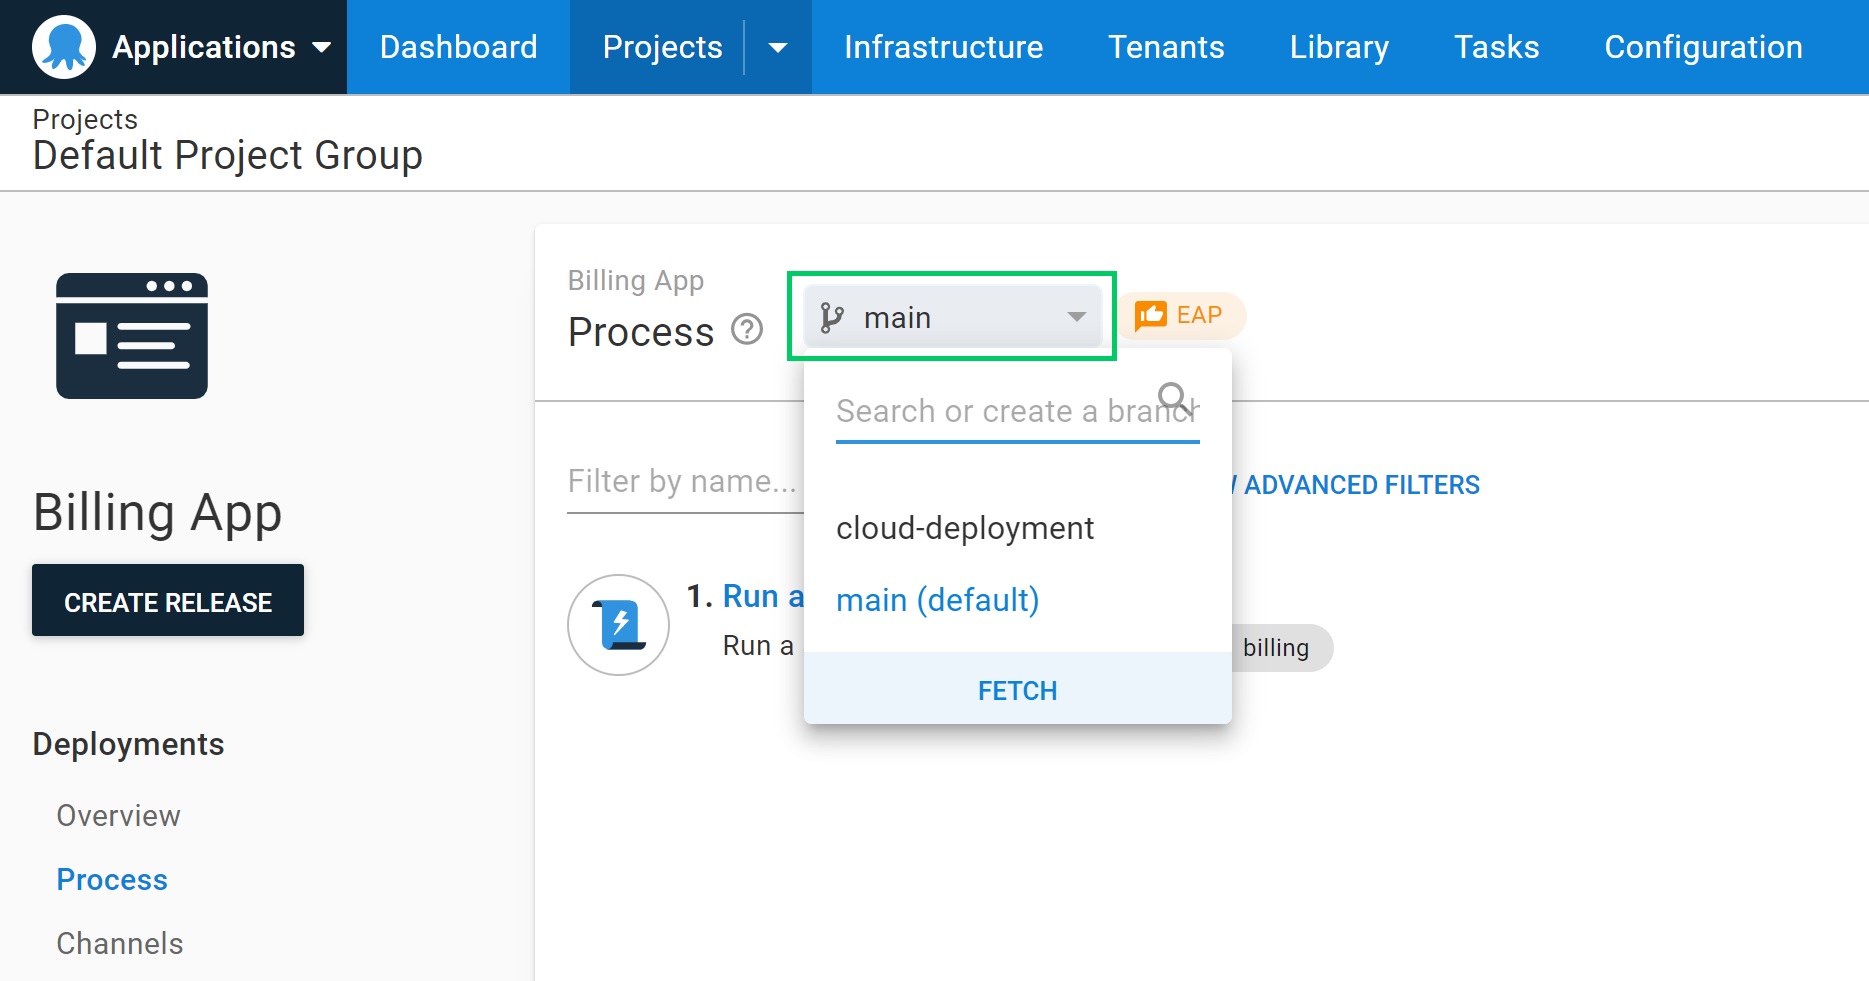 Applications Dashboard Projects Infrastructure Tenants Library Tasks Configuration
Projects
Default Project Group
Billing App
Process ? main EAP
Search or create a branch
Filter by name... ADVANCED FILTERS
cloud-deployment
Billing App
1. Run a main (default)
CREATE RELEASE
Run a billing
FETCH
Deployments
Overview
Process
Channels